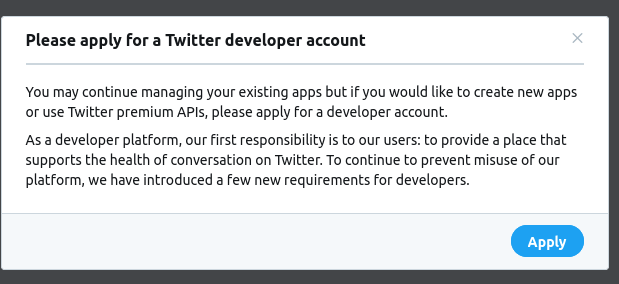 Please apply for a Twitter developer account
You may continue managing your existing apps but if you would like to create new apps
or use Twitter premium APIs, please apply for a developer account.
As a developer platform, our first responsibility is to our users: to provide a place that
supports the health of conversation on Twitter. To continue to prevent misuse of our
platform, we have introduced a few new requirements for developers.
Apply